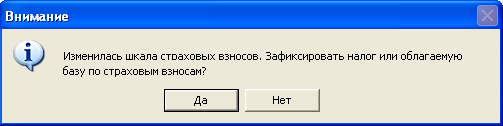 Внимание
Изменилась шкала страховых взносов. Зафиксировать налог или облагаемую
базу по страховым взносам?
Да
Нет